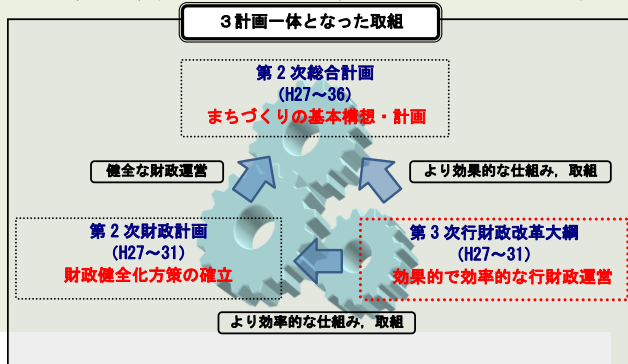 ３計画一体となった取組
第２次総合計画
(H27～36)
まちづくりの基本構想・計画
健全な財政運営
より効果的な仕組み，取組
第２次財政計画
(H27～31)
財政健全化方策の確立
第３次行財政改革大綱
(H27～31)
効果的で効率的な行財政運営
より効率的な仕組み，取組